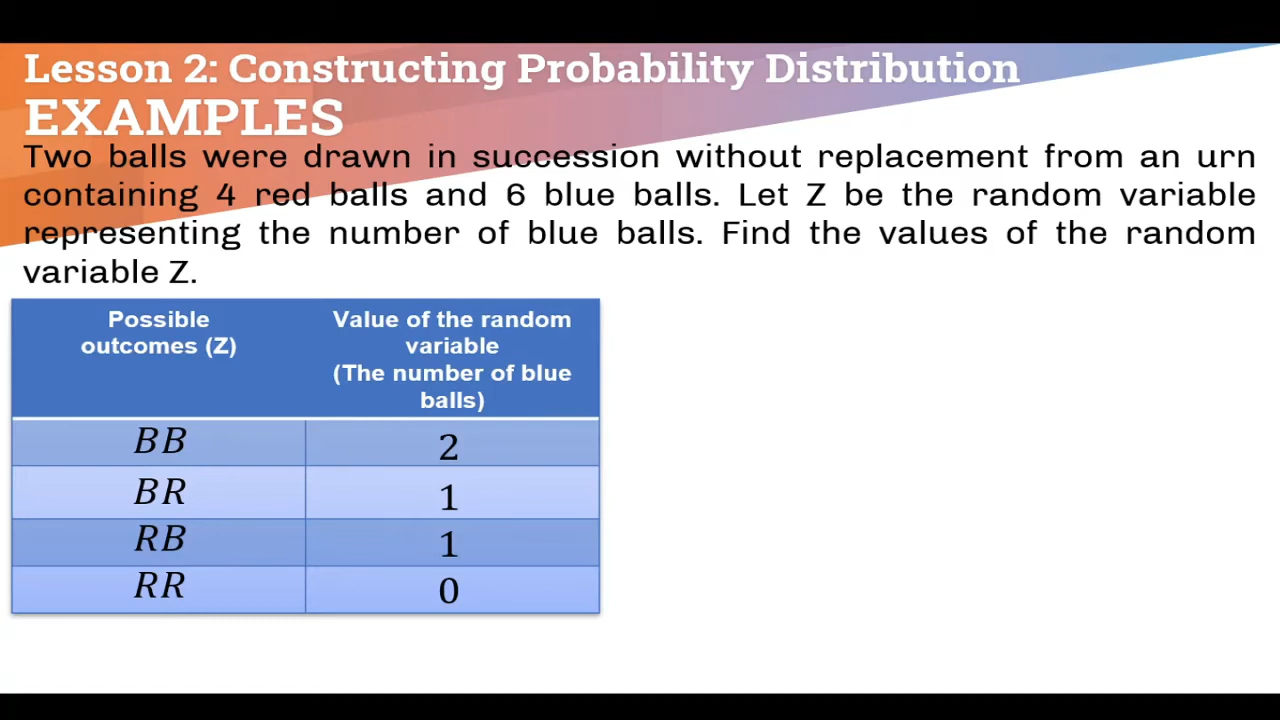 Lesson 2: Constructing Probability Distribution
EXAMPLES
Two balls were drawn in succession without replacement from an urn
containing 4 red balls and 6 blue balls. Let Z be the random variable
representing the number of blue balls. Find the values of the random
variable Z.
Possible
outcomes (Z)
Value of the random
variable
(The number of blue
balls)
BB
2
BR
1
RB
1
RR
0